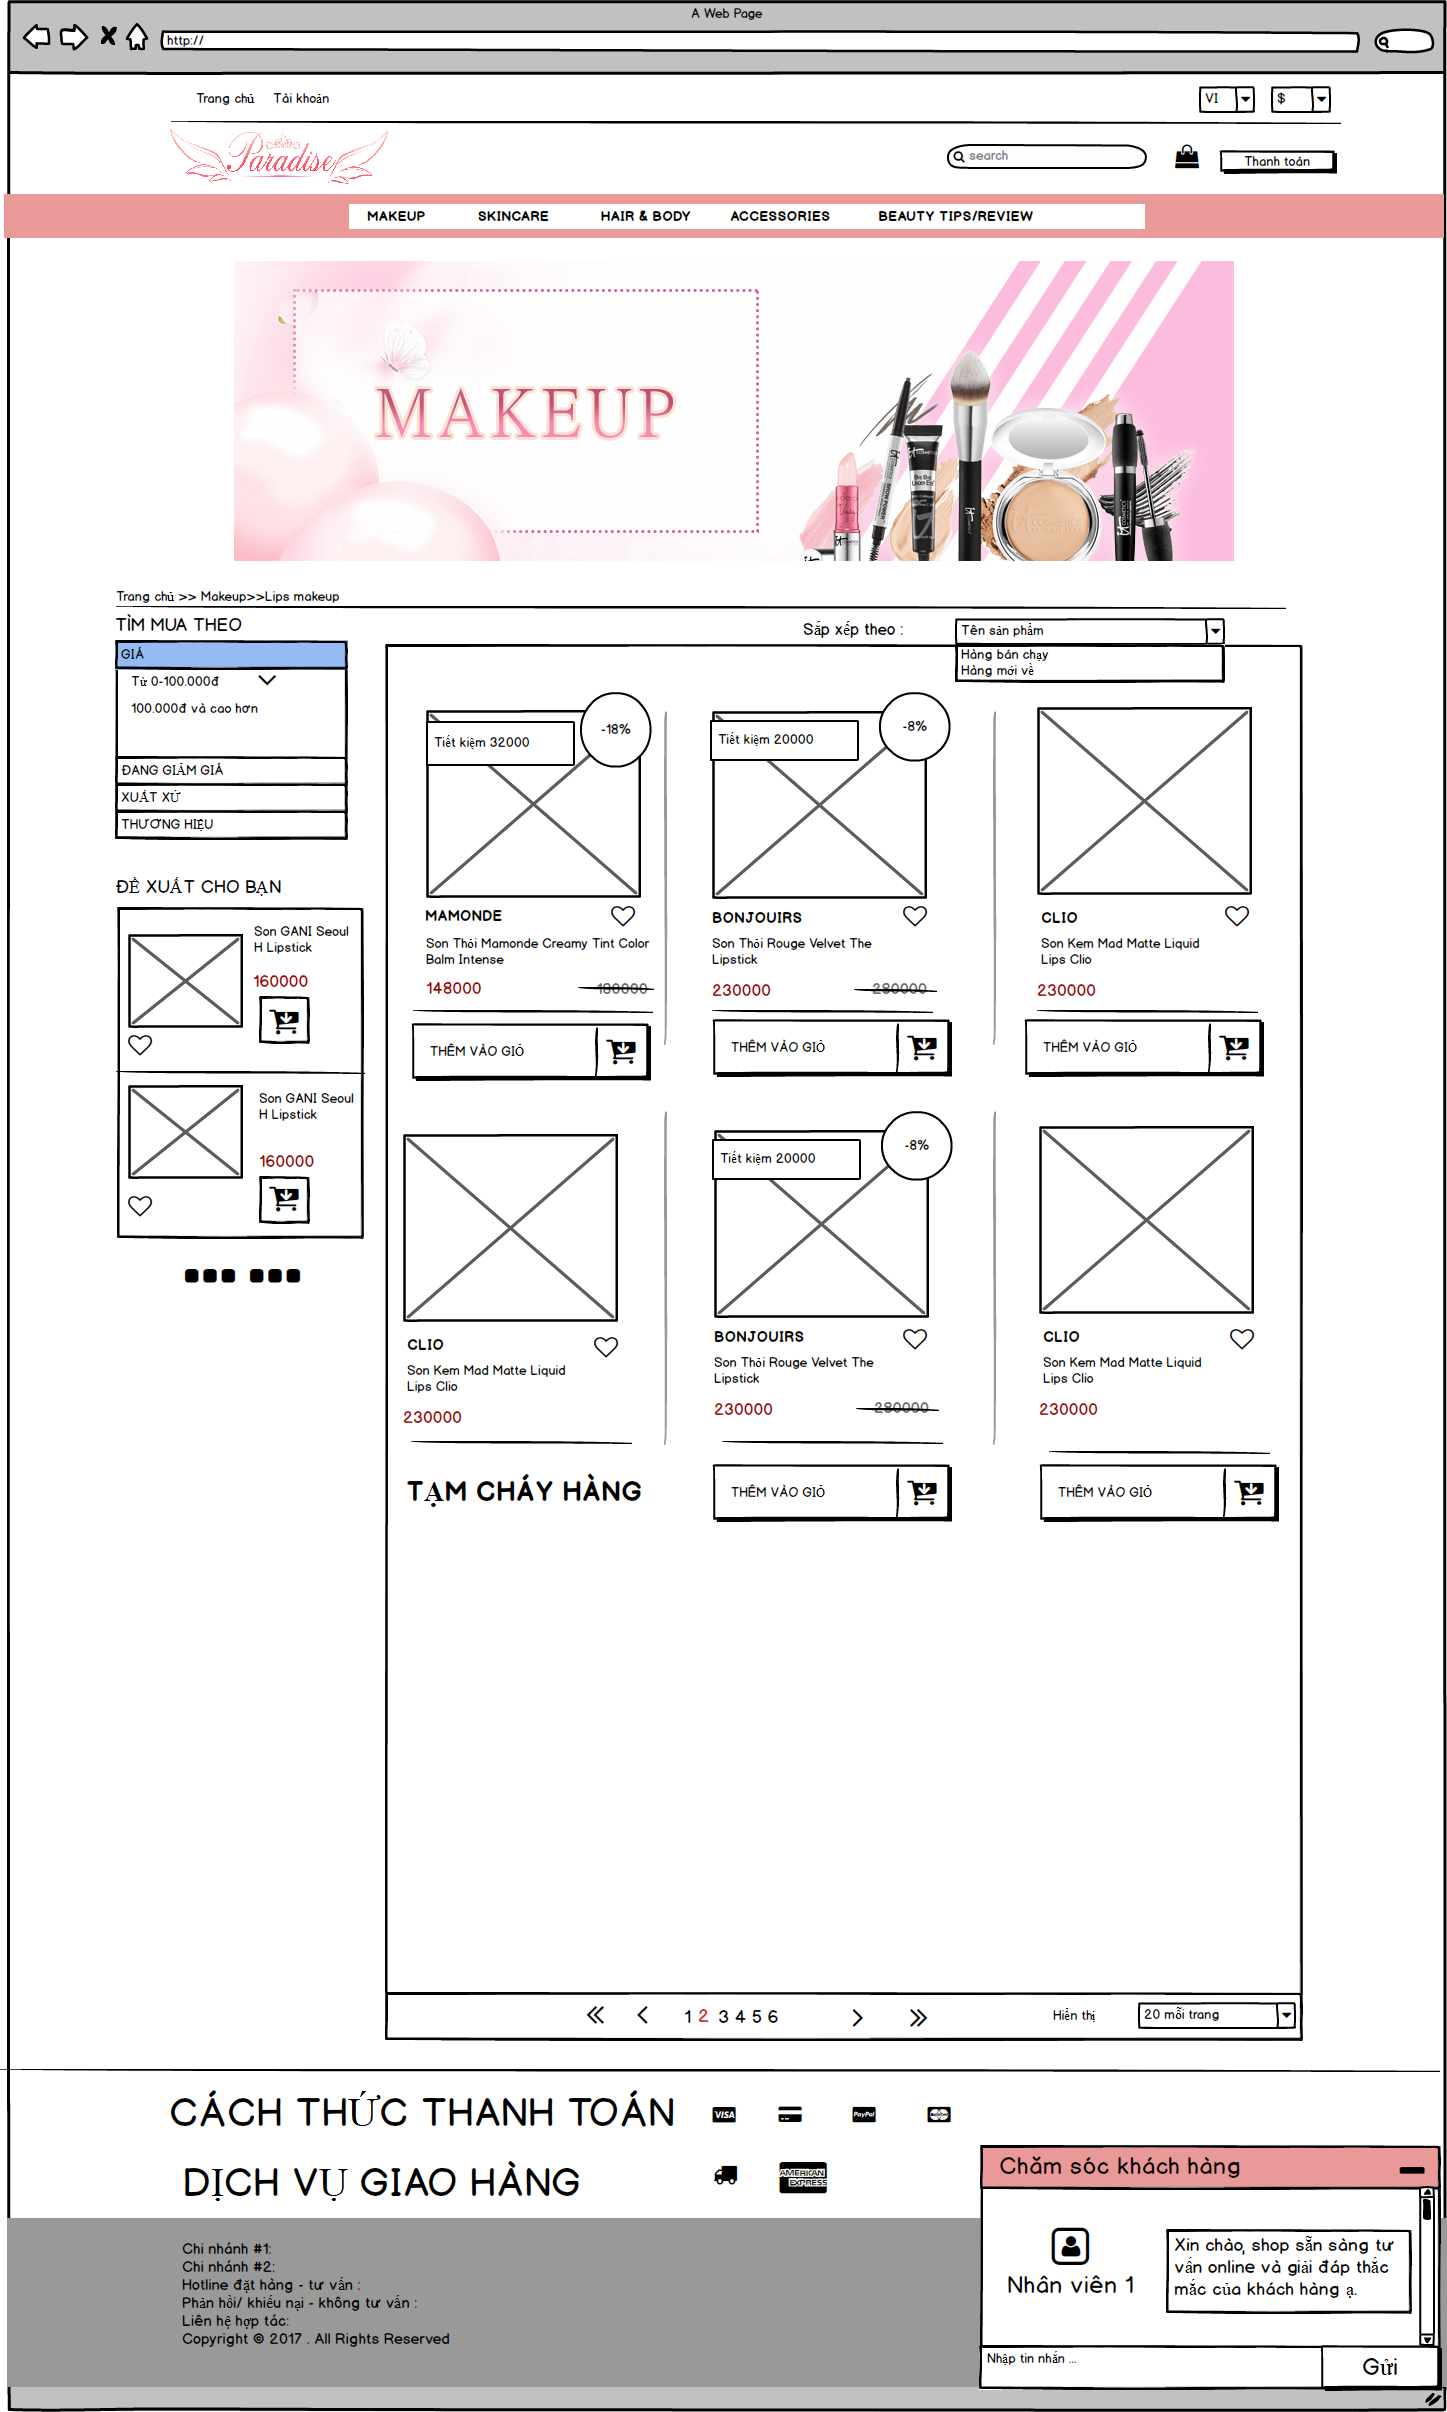 A Web Page
http://
Trang chủ Tài khoản
VI $
Paradise
search
Thanh toán
MAKEUP SKINCARE HAIR & BODY ACCESSORIES BEAUTY TIPS/REVIEW
MAKEUP
Trang chủ >> Makeup>>Lips makeup
TÌM MUA THEO
GIÁ
Từ 0-100.000đ
100.000đ và cao hơn
ĐANG GIẢM GIÁ
XUẤT XỨ
THƯƠNG HIỆU
ĐỀ XUẤT CHO BẠN
Son GANI Seoul
H Lipstick
160000
Son GANI Seoul
H Lipstick
160000
Sắp xếp theo :
Tên sản phẩm
Hàng bán chạy
Hàng mới về
Tiết kiệm 32000
-18%
MAMONDE
Son Thỏi Mamonde Creamy Tint Color
Balm Intense
148000 180000
THÊM VÀO GIỎ
Tiết kiệm 20000
-8%
BONJOUIRS
Son Thỏi Rouge Velvet The
Lipstick
230000 280000
THÊM VÀO GIỎ
CLIO
Son Kem Mad Matte Liquid
Lips Clio
230000
THÊM VÀO GIỎ
CLIO
Son Kem Mad Matte Liquid
Lips Clio
230000
TẠM CHÁY HÀNG
Tiết kiệm 20000
-8%
BONJOUIRS
Son Thỏi Rouge Velvet The
Lipstick
230000 280000
THÊM VÀO GIỎ
CLIO
Son Kem Mad Matte Liquid
Lips Clio
230000
THÊM VÀO GIỎ
1 2 3 4 5 6
Hiển thị
20 mỗi trang
CÁCH THỨC THANH TOÁN
VISA
PayPal
DỊCH VỤ GIAO HÀNG
AMERICAN
EXPRESS
Chi nhánh #1:
Chi nhánh #2:
Hotline đặt hàng - tư vấn :
Phản hồi/ khiếu nại - không tư vấn :
Liên hệ hợp tác:
Copyright © 2017 . All Rights Reserved
Chăm sóc khách hàng
Nhân viên 1
Xin chào, shop sẵn sàng tư
vấn online và giải đáp thắc
mắc của khách hàng ạ.
Nhập tin nhắn ...
Gửi